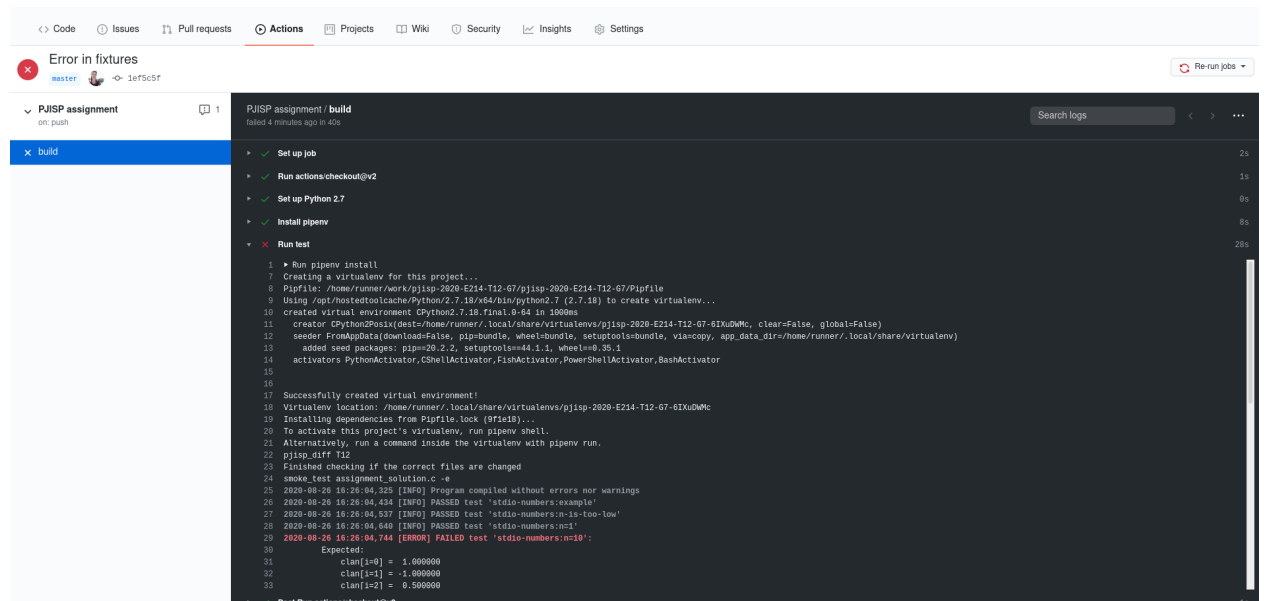 <> Code Issues Pull requests Actions Projects Wiki Security Insights Settings
Error in fixtures
master 1ef5c5f
Re-run jobs
PJISP assignment 1
on: push
build
PJISP assignment / build
failed 4 minutes ago in 40s
Search logs
Set up job 2s
Run actions/checkout@v2 1s
Set up Python 2.7 0s
Install pipenv 8s
Run test 28s
1 Run pipenv install
7 Creating a virtualenv for this project...
8 Pipfile: /home/runner/work/pjisp-2020-E214-T12-G7/pjisp-2020-E214-T12-G7/Pipfile
9 Using /opt/hostedtoolcache/Python/2.7.18/x64/bin/python2.7 (2.7.18) to create virtualenv...
10 created virtual environment CPython2.7.18.final.0-64 in 1000ms
11 creator CPython2Posix(dest=/home/runner/.local/share/virtualenvs/pjisp-2020-E214-T12-G7-6IXuDWMc, clear=False, global=False)
12 seeder FromAppData(download=False, pip=bundle, wheel=bundle, setuptools=bundle, via=copy, app_data_dir=/home/runner/.local/share/virtualenv)
13 added seed packages: pip==20.2.2, setuptools==44.1.1, wheel==0.35.1
14 activators PythonActivator,CShellActivator,FishActivator,PowerShellActivator,BashActivator
15
16
17 Successfully created virtual environment!
18 Virtualenv location: /home/runner/.local/share/virtualenvs/pjisp-2020-E214-T12-G7-6IXuDWMc
19 Installing dependencies from Pipfile.lock (9f1e18)...
20 To activate this project's virtualenv, run pipenv shell.
21 Alternatively, run a command inside the virtualenv with pipenv run.
22 pjisp_diff T12
23 Finished checking if the correct files are changed
24 smoke_test assignment_solution.c -e
25 2020-08-26 16:26:04,325 [INFO] Program compiled without errors nor warnings
26 2020-08-26 16:26:04,434 [INFO] PASSED test 'stdio-numbers:example'
27 2020-08-26 16:26:04,537 [INFO] PASSED test 'stdio-numbers:n-is-too-low'
28 2020-08-26 16:26:04,640 [INFO] PASSED test 'stdio-numbers:n=1'
29 2020-08-26 16:26:04,744 [ERROR] FAILED test 'stdio-numbers:n=10':
30 Expected:
31 clan[i=0] = 1.000000
32 clan[i=1] = -1.000000
33 clan[i=2] = 0.500000